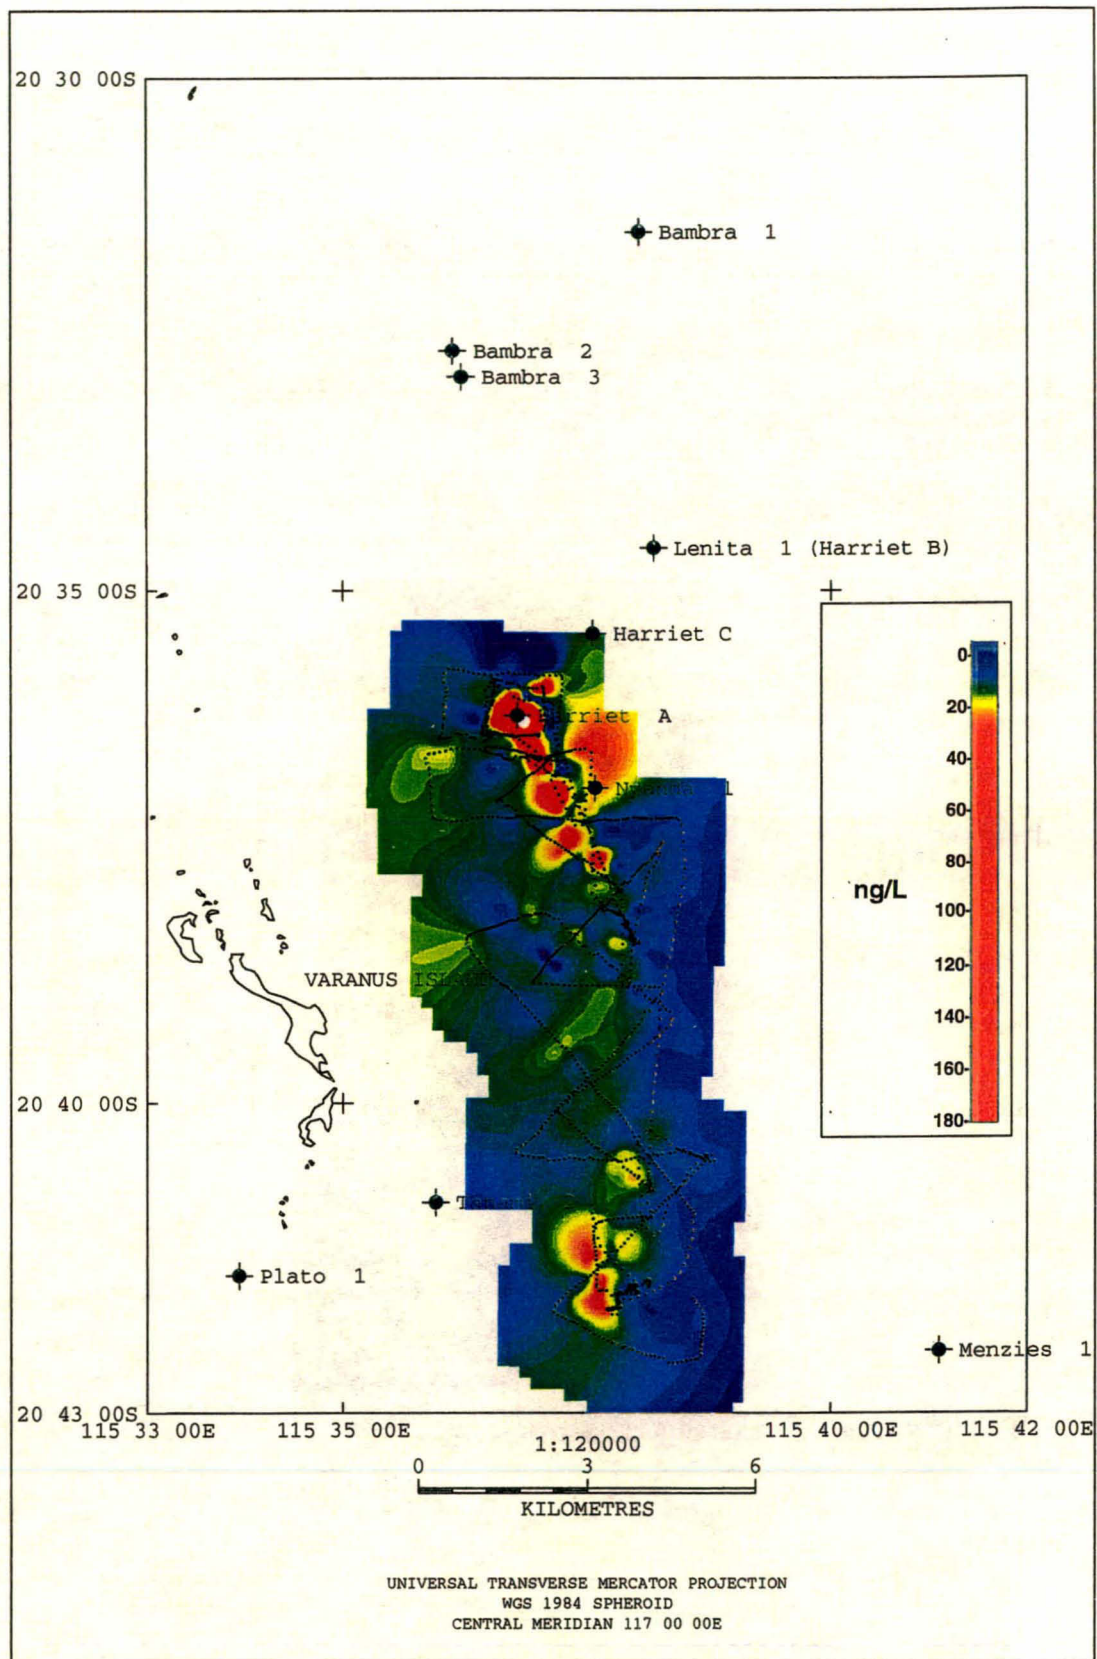 20 30 00S
Bambra 1
Bambra 2
Bambra 3
Lenita 1 (Harriet B)
20 35 00S
Harriet C
0
20
Harriet A
40
1
60
80
ng/L
100
120
VARANUS
140
160
20 40 00S
180
Plato 1
Menzies 1
20 43 00S
115 33 00E
115 35 00E
115 40 00E
115 42 00E
1:120000
0 3 6
KILOMETRES
UNIVERSAL TRANSVERSE MERCATOR PROJECTION
WGS 1984 SPHEROID
CENTRAL MERIDIAN 117 00 00E